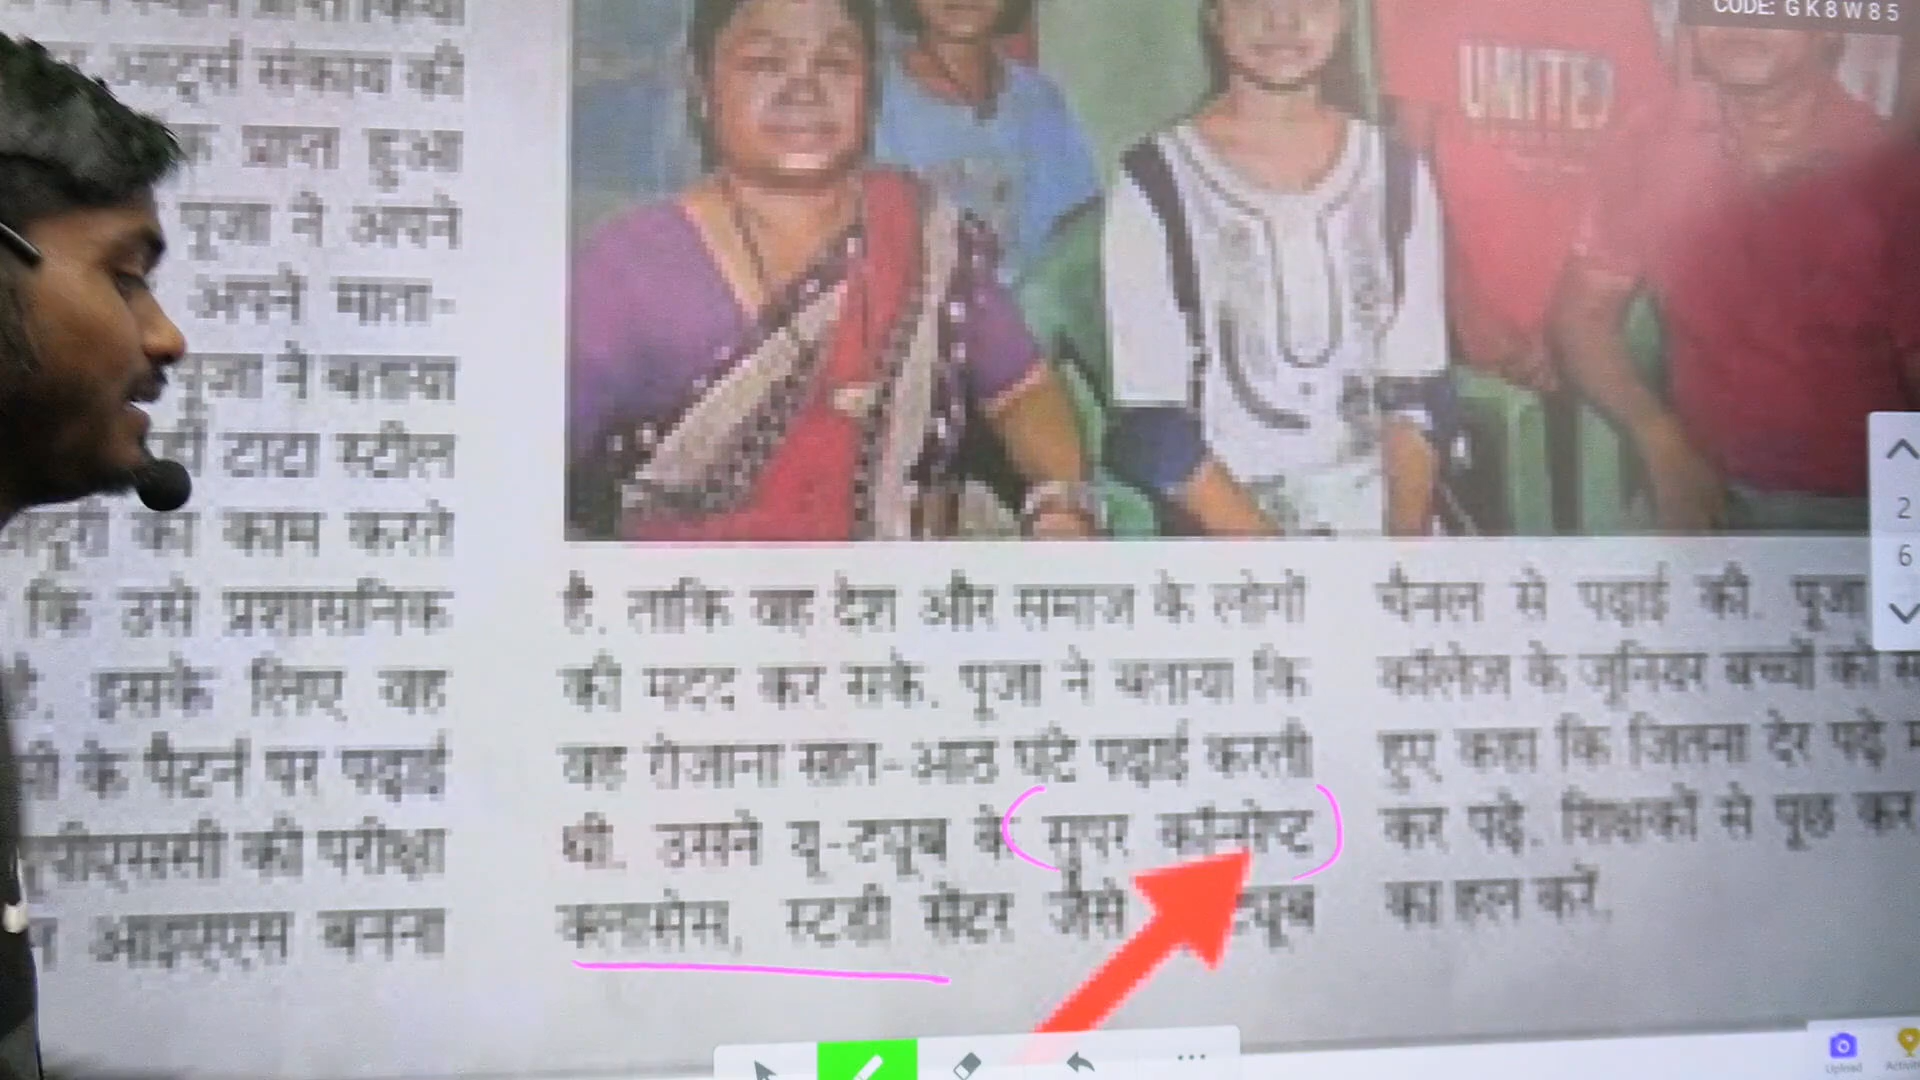 CODE: GK8W85
UNITED
आर्ट्स संकाय की
प्राप्त हुआ
पूजा ने अपने
अपने माता-
पूजा ने बताया
टाटा स्टील
का काम करते
कि उसे प्रशासनिक
है. इसके लिए वह
के पैटर्न पर पढ़ाई
की परीक्षा
आइएएस बनना
है. ताकि वह देश और समाज के लोगों
की मदद कर सके. पूजा ने बताया कि
वह रोजाना सात-आठ घंटे पढ़ाई करती
थी. उसने यू-ट्यूब के सुपर कॉन्सेप्ट
क्लासेस, स्टडी सेंटर जैसे
चैनल से पढ़ाई की. पूजा
कॉलेज के जूनियर बच्चों को
हुए कहा कि जितना देर पढ़ें
कर पढ़ें. शिक्षकों से पूछ कर
का हल करें.
2
6
Upload